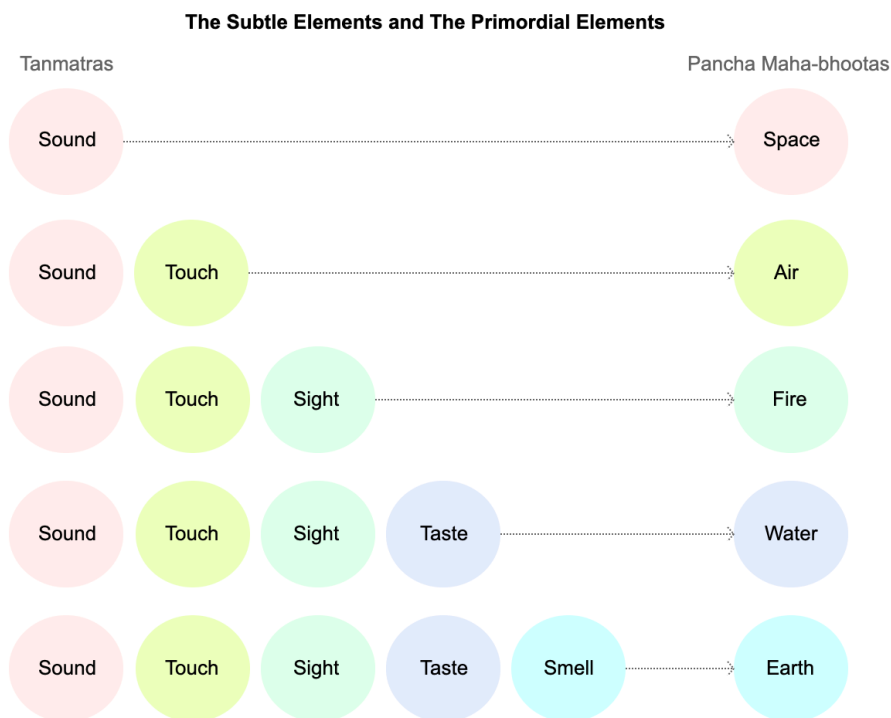 The Subtle Elements and The Primordial Elements
Tanmatras Pancha Maha-bhootas
Sound Space
Sound Touch Air
Sound Touch Sight Fire
Sound Touch Sight Taste Water
Sound Touch Sight Taste Smell Earth